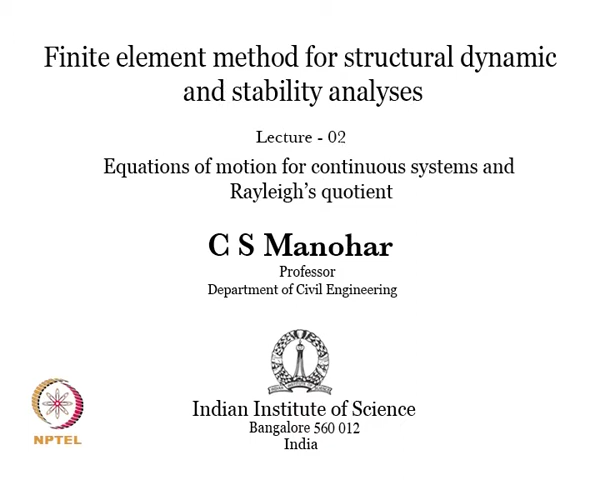 Finite element method for structural dynamic
and stability analyses
Lecture - 02
Equations of motion for continuous systems and
Rayleigh's quotient
C S Manohar
Professor
Department of Civil Engineering
Indian Institute of Science
Bangalore 560 012
India
NPTEL